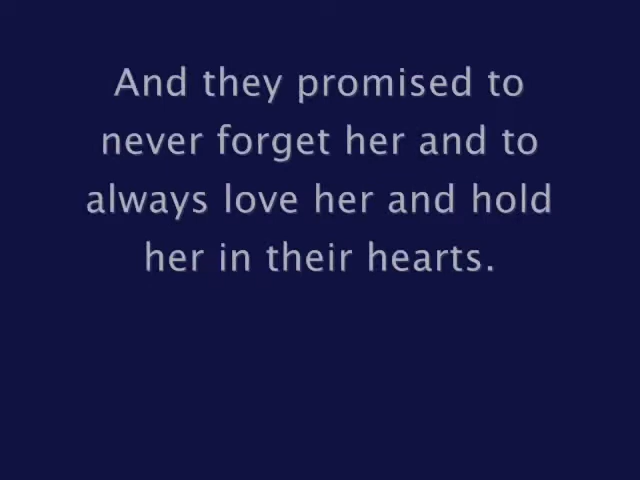 And they promised to
never forget her and to
always love her and hold
her in their hearts.